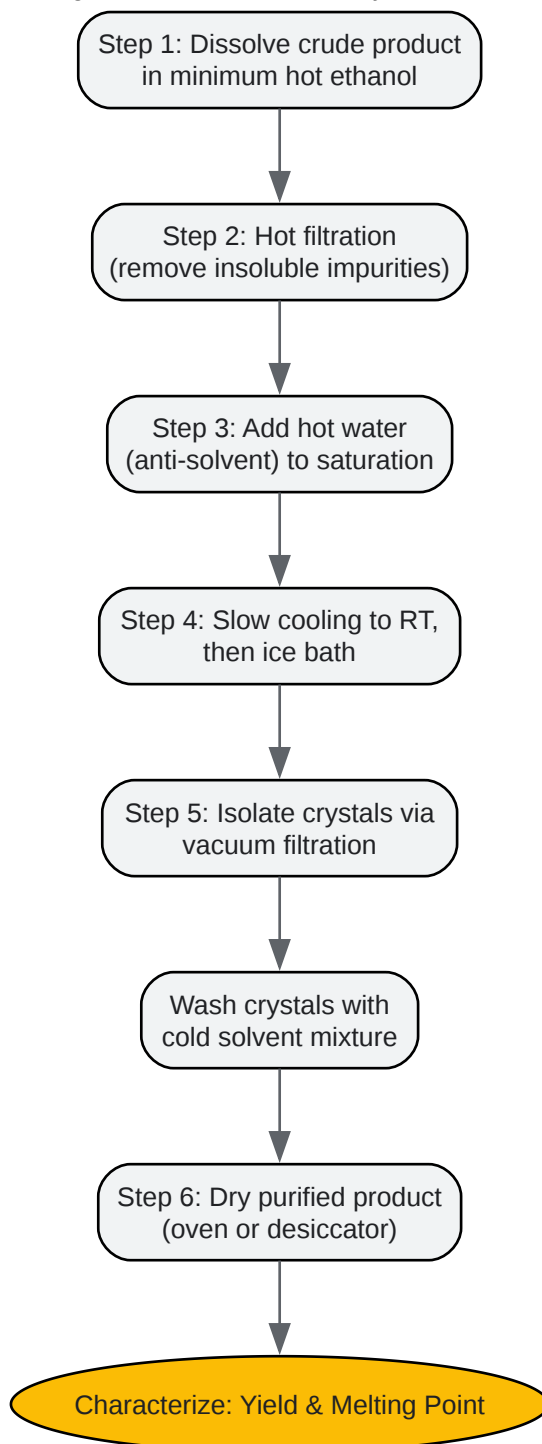 Step 1: Dissolve crude product
in minimum hot ethanol
Step 2: Hot filtration
(remove insoluble impurities)
Step 3: Add hot water
(anti-solvent) to saturation
Step 4: Slow cooling to RT,
then ice bath
Step 5: Isolate crystals via
vacuum filtration
Wash crystals with
cold solvent mixture
Step 6: Dry purified product
(oven or desiccator)
Characterize: Yield & Melting Point